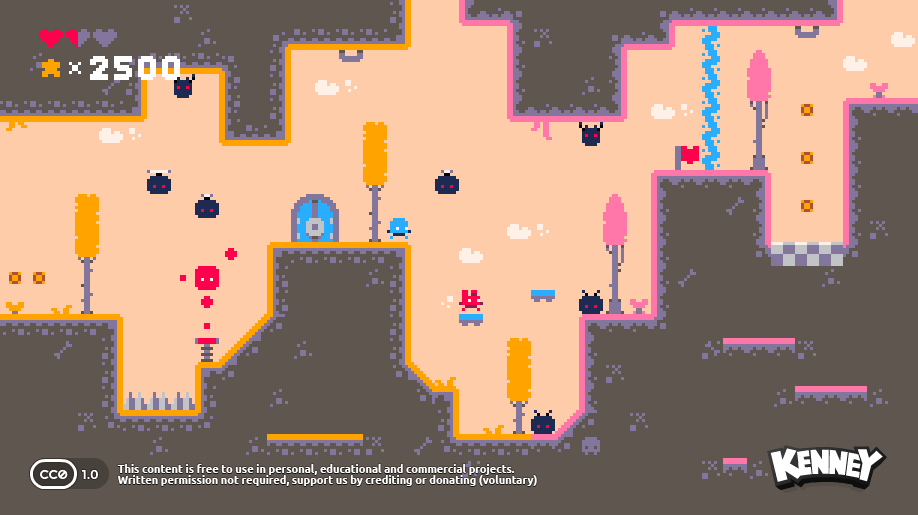 × 2500
CC0 1.0
This content is free to use in personal, educational and commercial projects.
Written permission not required, support us by crediting or donating (voluntary)
KENNEY